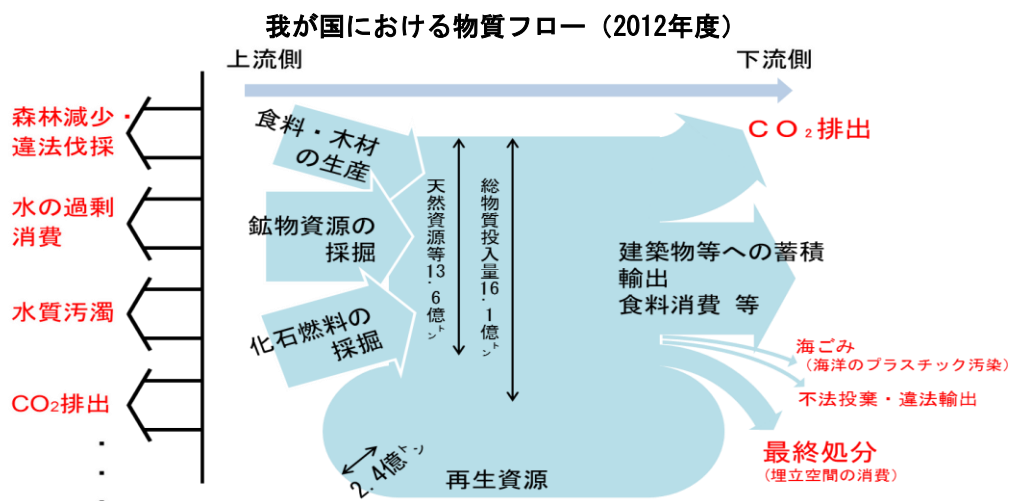 我が国における物質フロー（2012年度）
上流側
下流側
森林減少・
違法伐採
水の過剰
消費
水質汚濁
CO₂排出
・
・
・
食料・木材
の生産
鉱物資源の
採掘
化石燃料の
採掘
天然資源等13.6億トン
総物質投入量16.1億トン
2.4億トン
再生資源
CO₂排出
建築物等への蓄積
輸出
食料消費 等
海ごみ
（海洋のプラスチック汚染）
不法投棄・違法輸出
最終処分
（埋立空間の消費）